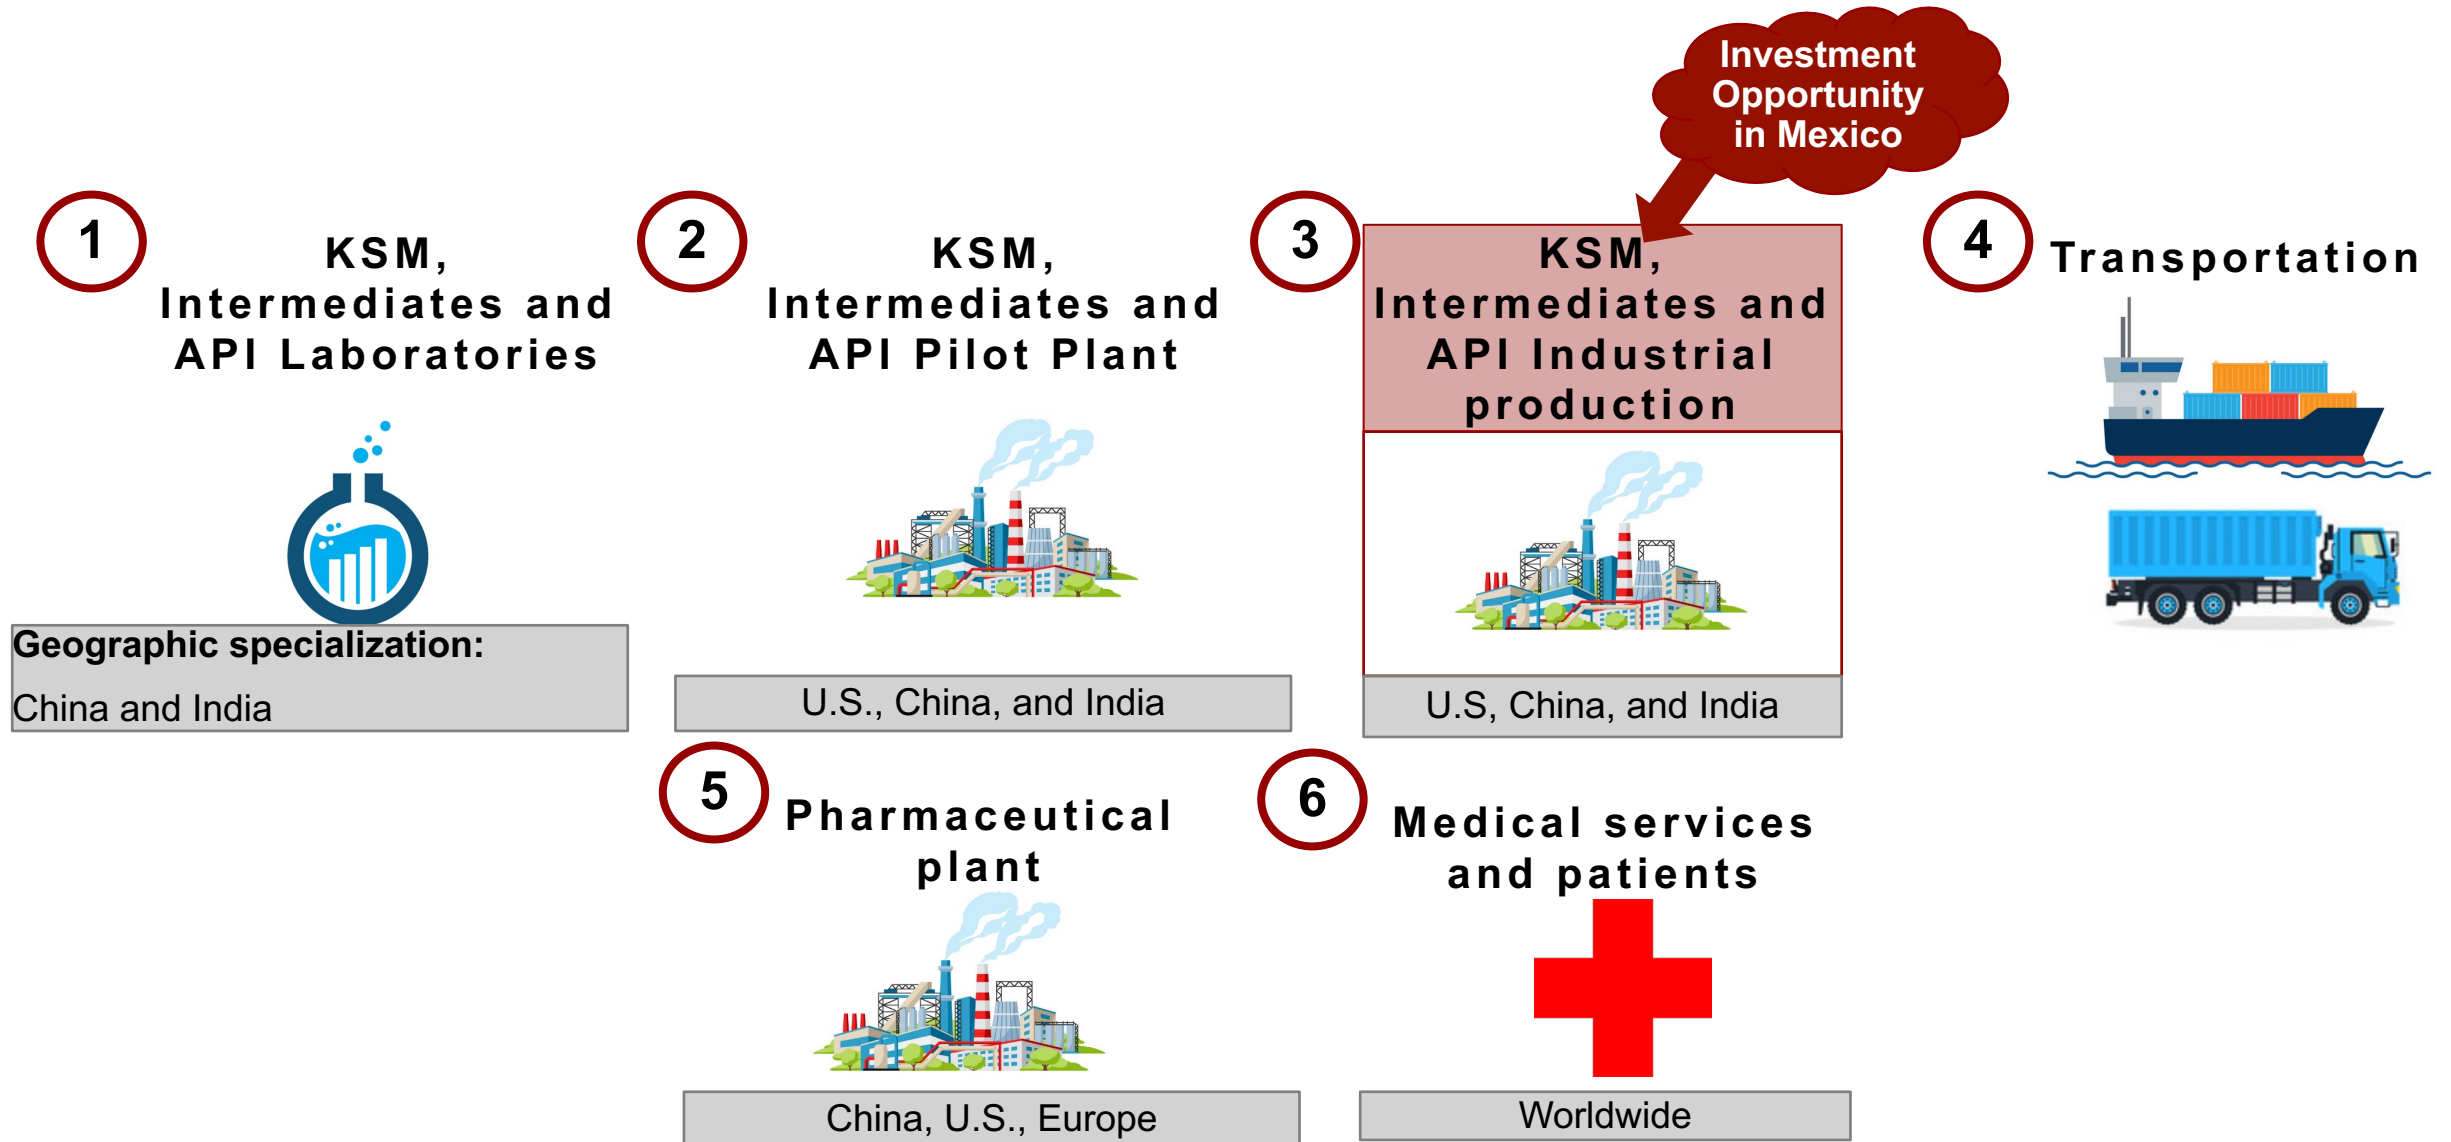 Investment
Opportunity
in Mexico
1
KSM,
Intermediates and
API Laboratories
Geographic specialization:
China and India
2
KSM,
Intermediates and
API Pilot Plant
U.S., China, and India
3
KSM,
Intermediates and
API Industrial
production
U.S, China, and India
4
Transportation
5
Pharmaceutical
plant
China, U.S., Europe
6
Medical services
and patients
Worldwide